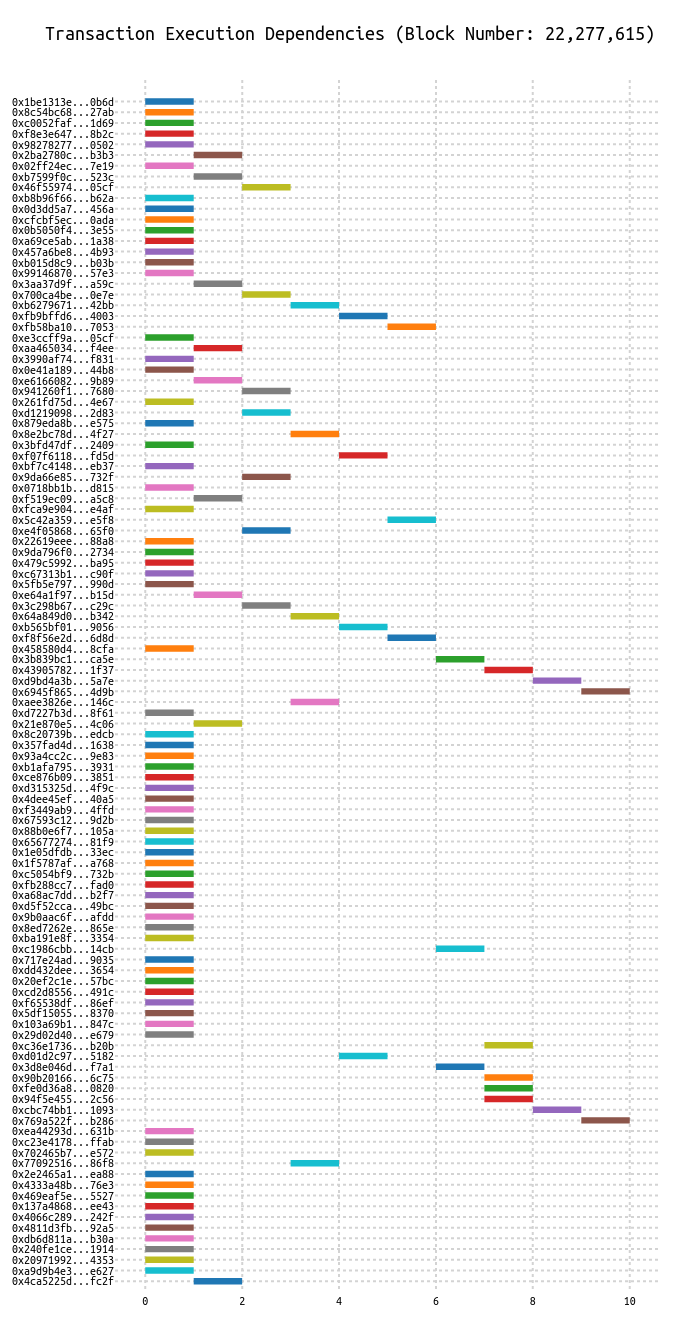 Transaction Execution Dependencies (Block Number: 22,277,615)
0x1be1313e...0b6d
0x8c54bc68...27ab
0xc0052faf...1d69
0xf8e3e647...8b2c
0x98278277...0502
0x2ba2780c...b3b3
0x02ff24ec...7e19
0xb7599f0c...523c
0x46f55974...05cf
0xb8b96f66...b62a
0x0d3dd5a7...456a
0xcfcbf5ec...0ada
0x0b5050f4...3e55
0xa69ce5ab...1a38
0x457a6be8...4b93
0xb015d8c9...b03b
0x99146870...57e3
0x3aa37d9f...a59c
0x700ca4be...0e7e
0xb6279671...42bb
0xfb9bffd6...4003
0xfb58ba10...7053
0xe3ccff9a...05cf
0xaa465034...f4ee
0x3990af74...f831
0x0e41a189...44b8
0xe6166082...9b89
0x941260f1...7680
0x261fd75d...4e67
0xd1219098...2d83
0x879eda8b...e575
0x8e2bc78d...4f27
0x3bfd47df...2409
0xf07f6118...fd5d
0xbf7c4148...eb37
0x9da66e85...732f
0x0718bb1b...d815
0xf519ec09...a5c8
0xfca9e904...e4af
0x5c42a359...e5f8
0xe4f05868...65f0
0x22619eee...88a8
0x9da796f0...2734
0x479c5992...ba95
0xc67313b1...c90f
0x5fb5e797...990d
0xe64a1f97...b15d
0x3c298b67...c29c
0x64a849d0...b342
0xb565bf01...9056
0xf8f56e2d...6d8d
0x458580d4...8cfa
0x3b839bc1...ca5e
0x43905782...1f37
0xd9bd4a3b...5a7e
0x6945f865...4d9b
0xaee3826e...146c
0xd7227b3d...8f61
0x21e870e5...4c06
0x8c20739b...edcb
0x357fad4d...1638
0x93a4cc2c...9e83
0xb1afa795...3931
0xce876b09...3851
0xd315325d...4f9c
0x4dee45ef...40a5
0xf3449ab9...4ffd
0x67593c12...9d2b
0x88b0e6f7...105a
0x65677274...81f9
0x1e05dfdb...33ec
0x1f5787af...a768
0xc5054bf9...732b
0xfb288cc7...fad0
0xa68ac7dd...b2f7
0xd5f52cca...49bc
0x9b0aac6f...afdd
0x8ed7262e...865e
0xba191e8f...3354
0xc1986cbb...14cb
0x717e24ad...9035
0xdd432dee...3654
0x20ef2c1e...57bc
0xcd2d8556...491c
0xf65538df...86ef
0x5df15055...8370
0x103a69b1...847c
0x29d02d40...e679
0xc36e1736...b20b
0xd01d2c97...5182
0x3d8e046d...f7a1
0x90b20166...6c75
0xfe0d36a8...0820
0x94f5e455...2c56
0xcbc74bb1...1093
0x769a522f...b286
0xea44293d...631b
0xc23e4178...ffab
0x702465b7...e572
0x77092516...86f8
0x2e2465a1...ea88
0x4333a48b...76e3
0x469eaf5e...5527
0x137a4868...ee43
0x4066c289...242f
0x4811d3fb...92a5
0xdb6d811a...b30a
0x240fe1ce...1914
0x20971992...4353
0xa9d9b4e3...e627
0x4ca5225d...fc2f
0 2 4 6 8 10